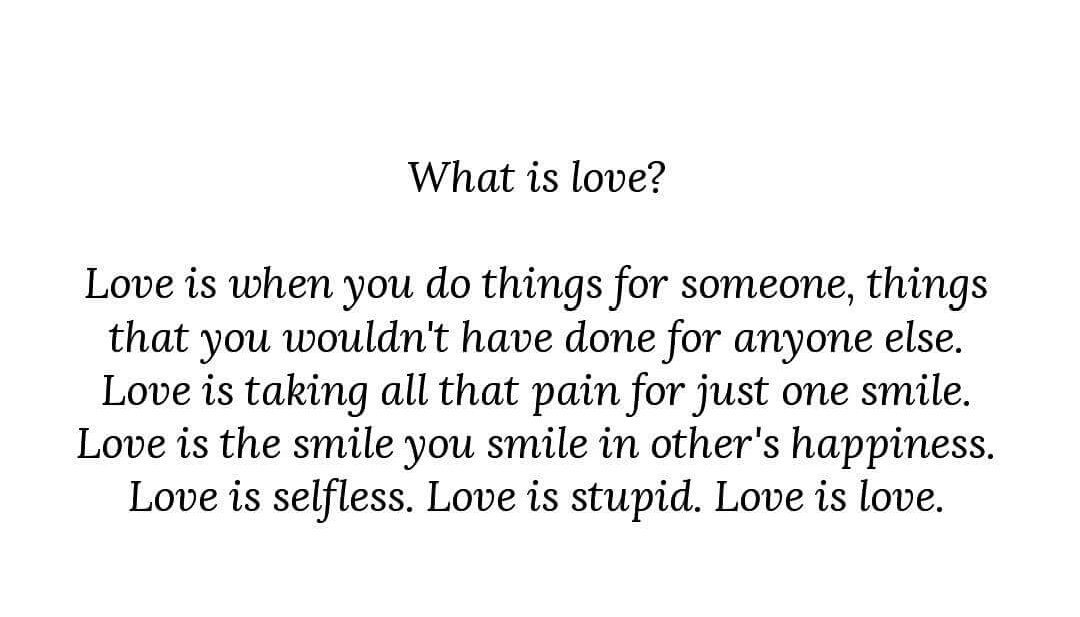 What is love?
Love is when you do things for someone, things
that you wouldn't have done for anyone else.
Love is taking all that pain for just one smile.
Love is the smile you smile in other's happiness.
Love is selfless. Love is stupid. Love is love.